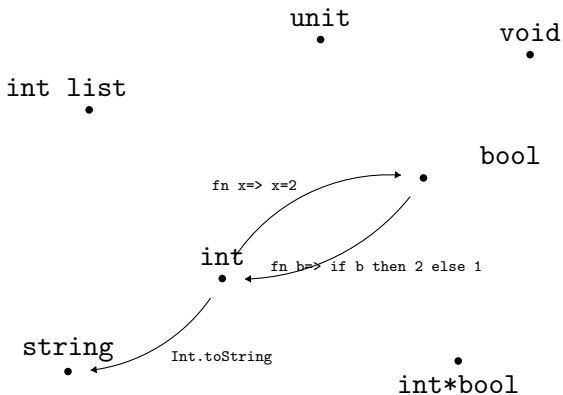 unit
void
int list
bool
fn x=> x=2
int
fn b=> if b then 2 else 1
string
Int.toString
int*bool